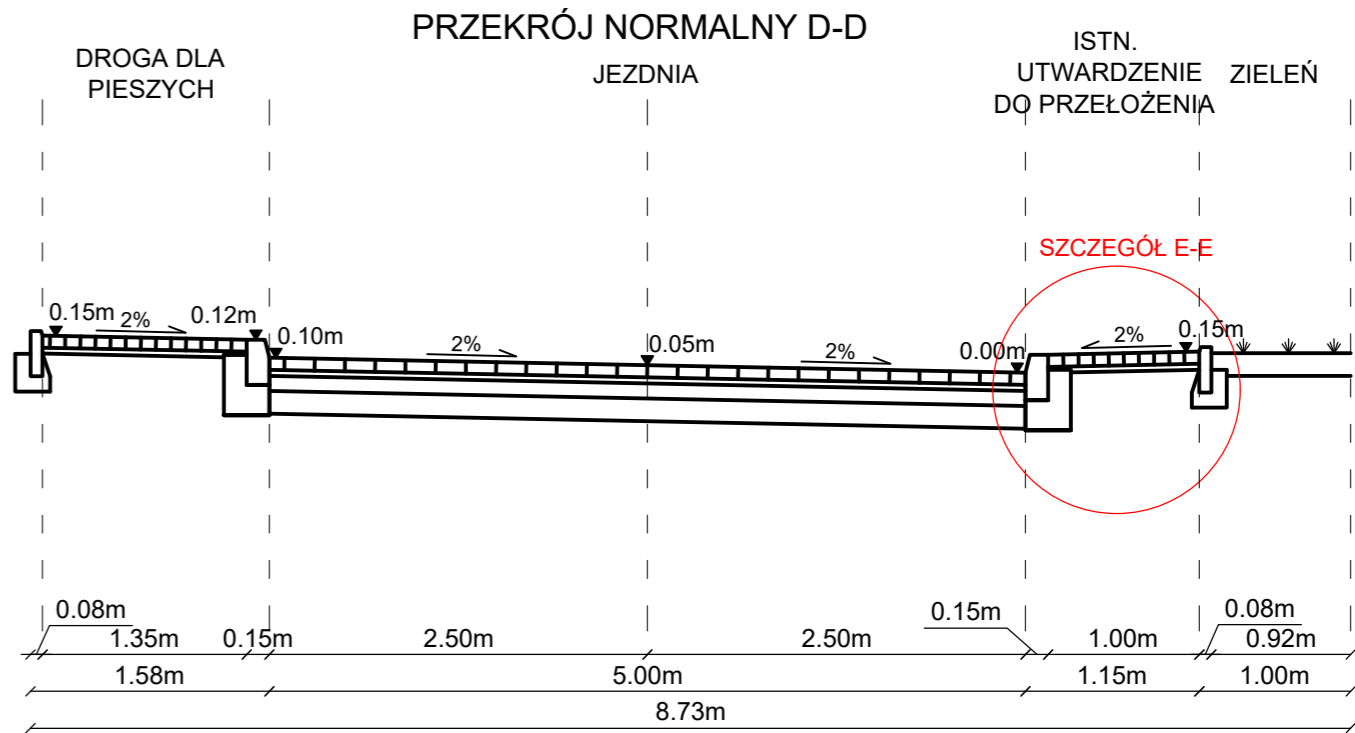 PRZEKRÓJ NORMALNY D-D
DROGA DLA
PIESZYCH
JEZDNIA
ISTN.
UTWARDZENIE
DO PRZEŁOŻENIA
ZIELEŃ
SZCZEGÓŁ E-E
0.15m
2%
0.12m
0.10m
2%
0.05m
2%
0.00m
2%
0.15m
0.08m
1.35m
0.15m
2.50m
2.50m
0.15m
1.00m
0.08m
0.92m
1.58m
5.00m
1.15m
1.00m
8.73m